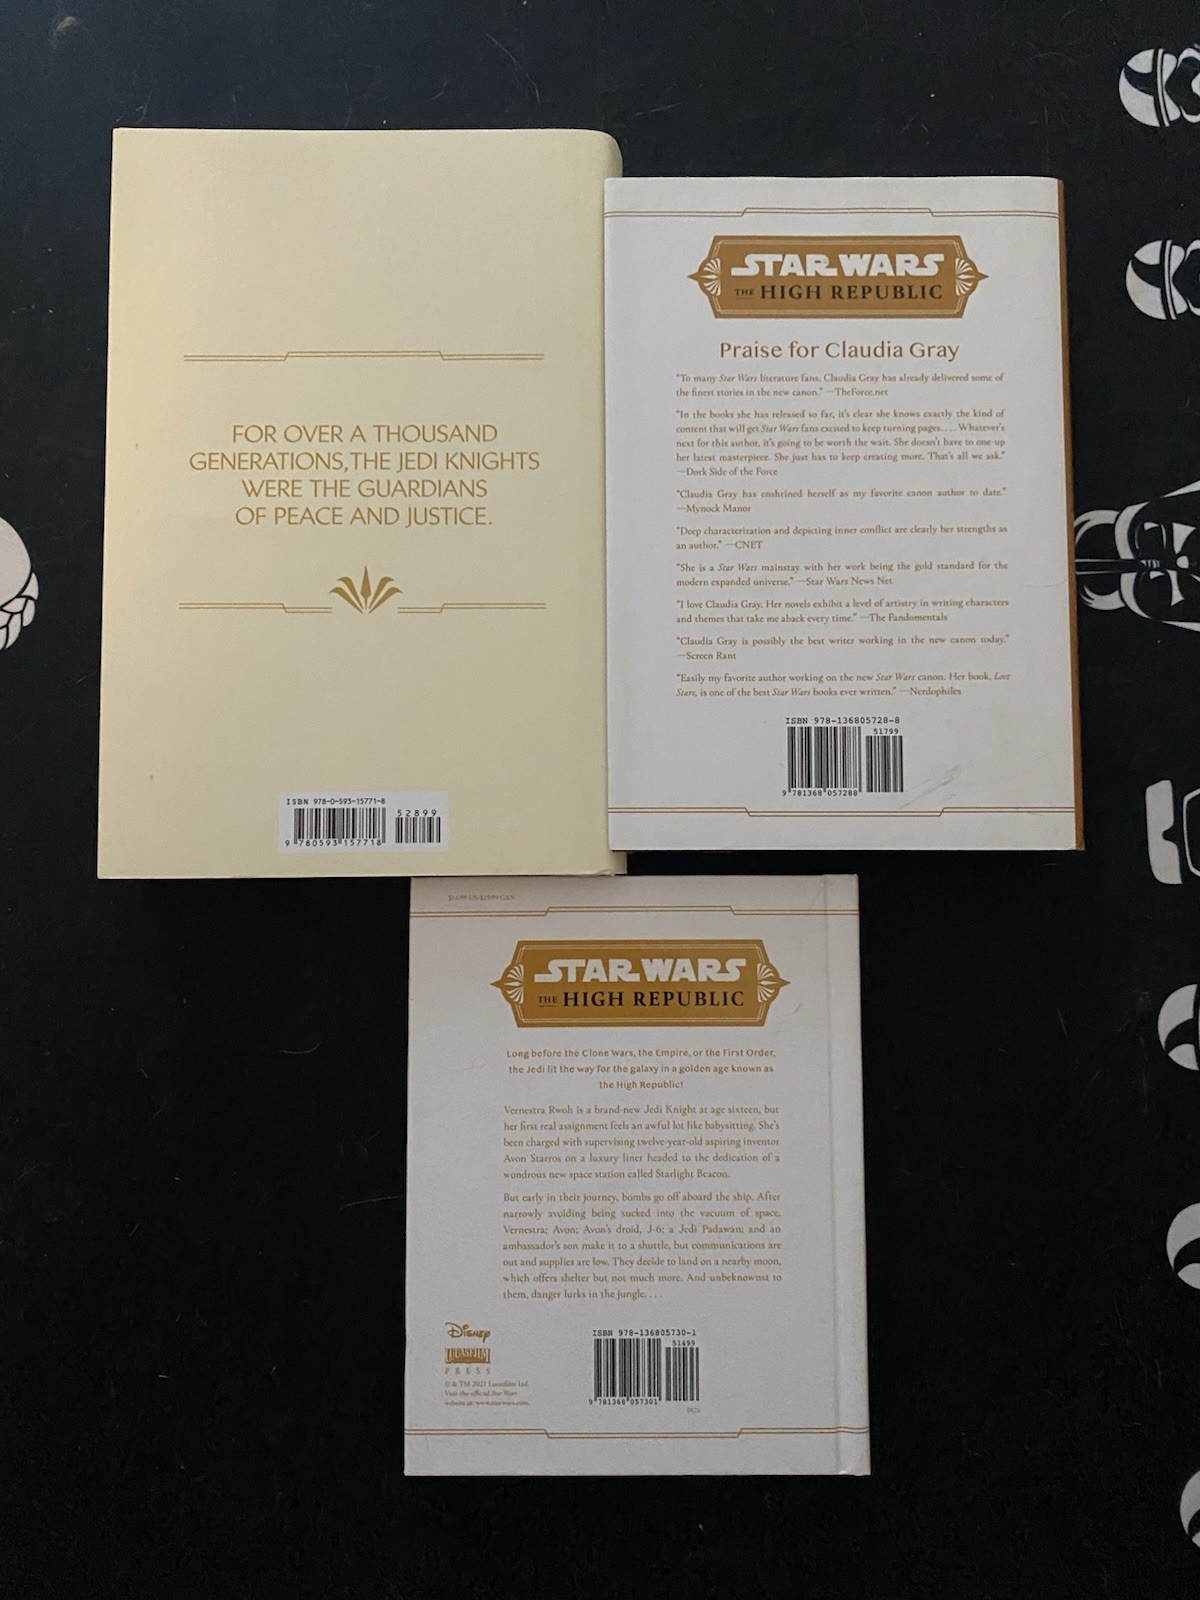 FOR OVER A THOUSAND
GENERATIONS, THE JEDI KNIGHTS
WERE THE GUARDIANS
OF PEACE AND JUSTICE.
ISBN 978-0-593-15771-8
52899
9 780593 157718
STAR WARS
THE HIGH REPUBLIC
Praise for Claudia Gray
"To many Star Wars literature fans, Claudia Gray has already delivered some of
the finest stories in the new canon." —TheForce.net
"In the books she has released so far, it's clear she knows exactly the kind of
content that will get Star Wars fans excited to keep turning pages.... Whatever's
next for this author, it's going to be worth the wait. She doesn't have to one-up
her latest masterpiece. She just has to keep creating more. That's all we ask."
—Dork Side of the Force
"Claudia Gray has enshrined herself as my favorite canon author to date."
—Mynock Manor
"Deep characterization and depicting inner conflict are clearly her strengths as
an author." —CNET
"She is a Star Wars mainstay with her work being the gold standard for the
modern expanded universe." —Star Wars News Net
"I love Claudia Gray. Her novels exhibit a level of artistry in writing characters
and themes that take me aback every time." —The Fandomentals
"Claudia Gray is possibly the best writer working in the new canon today."
—Screen Rant
"Easily my favorite author working on the new Star Wars canon. Her book, Lost
Stars, is one of the best Star Wars books ever written." —Nerdophiles
ISBN 978-136805728-8
51799
9 781368 057288
STAR WARS
THE HIGH REPUBLIC
Long before the Clone Wars, the Empire, or the First Order,
the Jedi lit the way for the galaxy in a golden age known as
the High Republic!
Vernestra Rwoh is a brand-new Jedi Knight at age sixteen, but
her first real assignment feels an awful lot like babysitting. She's
been charged with supervising twelve-year-old aspiring inventor
Avon Starros on a luxury liner headed to the dedication of a
wondrous new space station called Starlight Beacon.
But early in their journey, bombs go off aboard the ship. After
narrowly avoiding being sucked into the vacuum of space,
Vernestra; Avon; Avon's droid, J-6; a Jedi Padawan; and an
ambassador's son make it to a shuttle, but communications are
out and supplies are low. They decide to land on a nearby moon,
which offers shelter but not much more. And unbeknownst to
them, danger lurks in the jungle....
Disney
LUCASFILM
PRESS
© & TM 2021 Lucasfilm Ltd.
Visit the official Star Wars
website at: www.starwars.com.
ISBN 978-136805730-1
51499
9 781368 057301